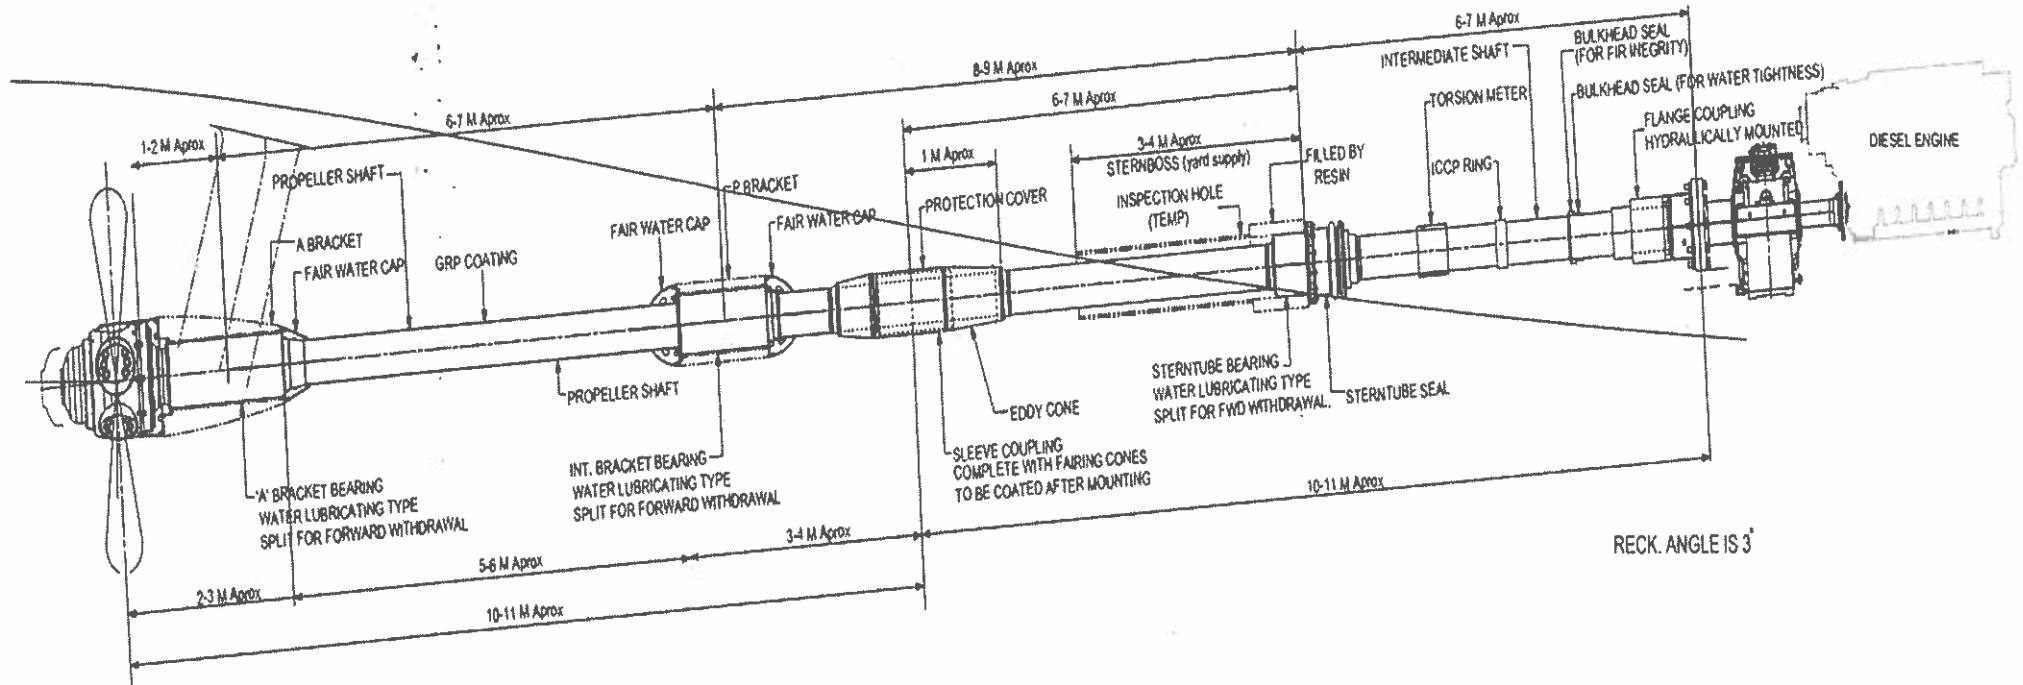 6-7 M Aprox
8-9 M Aprox
6-7 M Aprox
6-7 M Aprox
1-2 M Aprox
3-4 M Aprox
1 M Aprox
BULKHEAD SEAL
(FOR FIR INEGRITY)
INTERMEDIATE SHAFT
BULKHEAD SEAL (FOR WATER TIGHTNESS)
TORSION METER
FLANGE COUPLING
HYDRALLICALLY MOUNTED
DIESEL ENGINE
STERNBOSS (yard supply)
FILLED BY
RESIN
ICCP RING
INSPECTION HOLE
(TEMP)
PROPELLER SHAFT
P BRACKET
PROTECTION COVER
FAIR WATER CAP
FAIR WATER CAP
A BRACKET
FAIR WATER CAP
GRP COATING
PROPELLER SHAFT
EDDY CONE
STERNTUBE BEARING
WATER LUBRICATING TYPE
SPLIT FOR FWD WITHDRAWAL.
STERNTUBE SEAL
SLEEVE COUPLING
COMPLETE WITH FAIRING CONES
TO BE COATED AFTER MOUNTING
INT. BRACKET BEARING
WATER LUBRICATING TYPE
SPLIT FOR FORWARD WITHDRAWAL
'A' BRACKET BEARING
WATER LUBRICATING TYPE
SPLIT FOR FORWARD WITHDRAWAL
10-11 M Aprox
3-4 M Aprox
5-6 M Aprox
2-3 M Aprox
10-11 M Aprox
RECK. ANGLE IS 3°